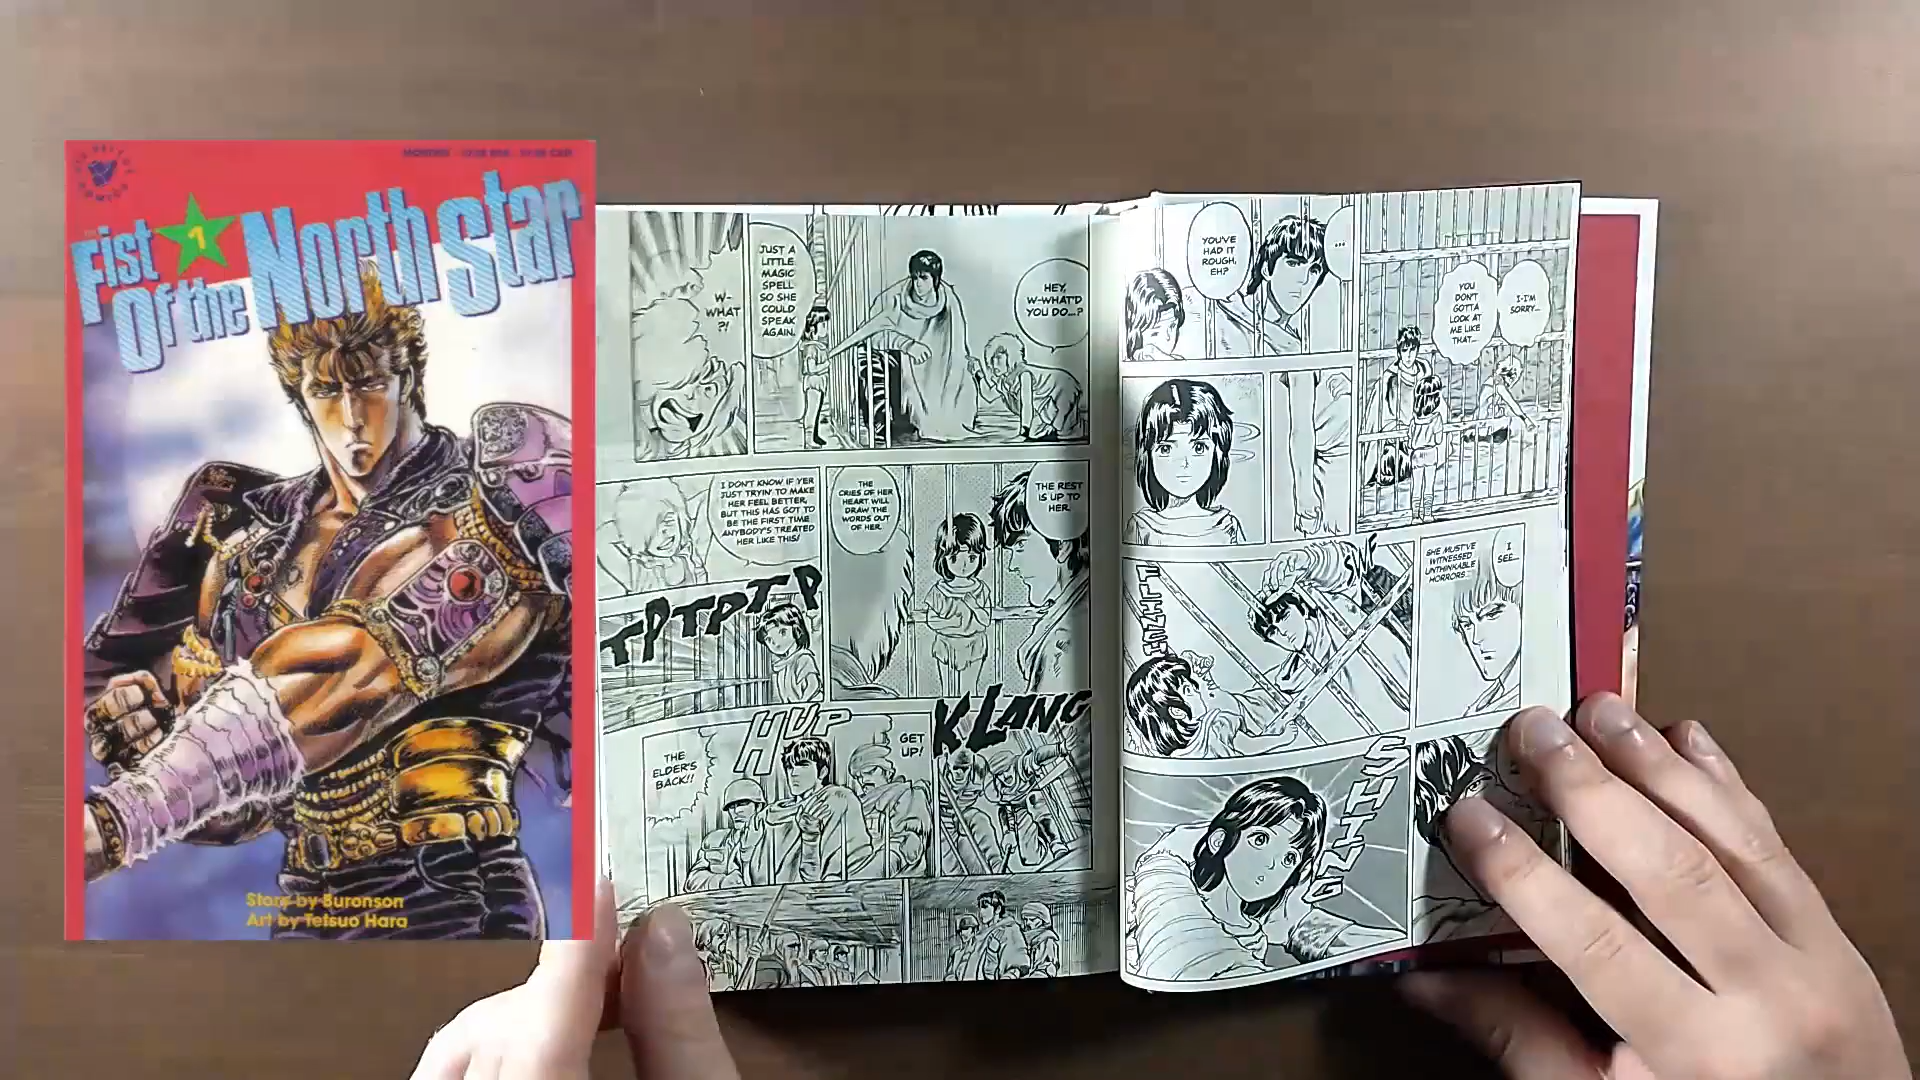 Fist
1
Of the North Star
Story by Buronson
Art by Tetsuo Hara
YOU DON'T
GOTTA
LOOK AT
ME LIKE
THAT...
I-I'M
SORRY...
YOU'VE
HAD IT
ROUGH,
EH?
...
I
SEE...
SHE MUST'VE
WITNESSED
UNTHINKABLE
HORRORS...
FLINCH
SHING
HEY,
W-WHAT'D
YOU DO...?
JUST A
LITTLE
MAGIC
SPELL
SO SHE
COULD
SPEAK
AGAIN.
W-
WHAT
?!
THE REST
IS UP TO
HER.
THE
CRIES OF HER
HEART WILL
DRAW THE
WORDS OUT
OF HER.
I DON'T KNOW IF YER
JUST TRYIN' TO MAKE
HER FEEL BETTER,
BUT THIS HAS GOT TO
BE THE FIRST TIME
ANYBODY'S TREATED
HER LIKE THIS!
TPTPTP
KLANG
GET
UP!
HUP
THE
ELDER'S
BACK!!